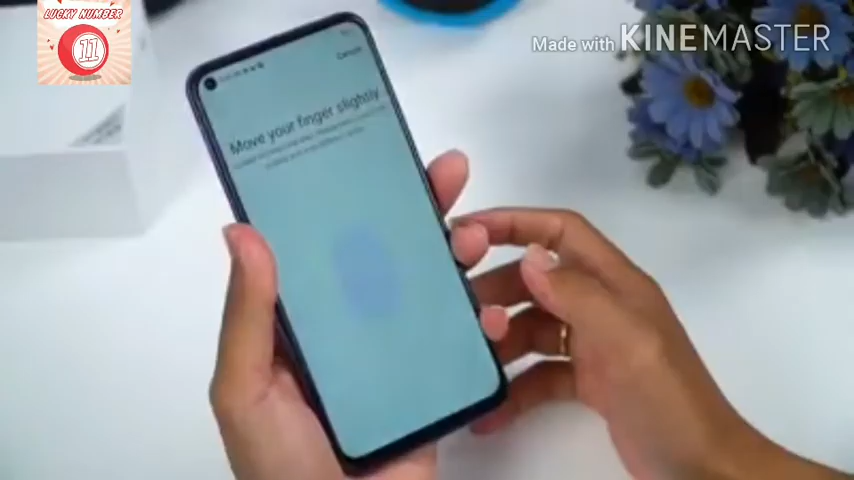 LUCKY NUMBER
11
Made with KINEMASTER
Cancel
Move your finger slightly